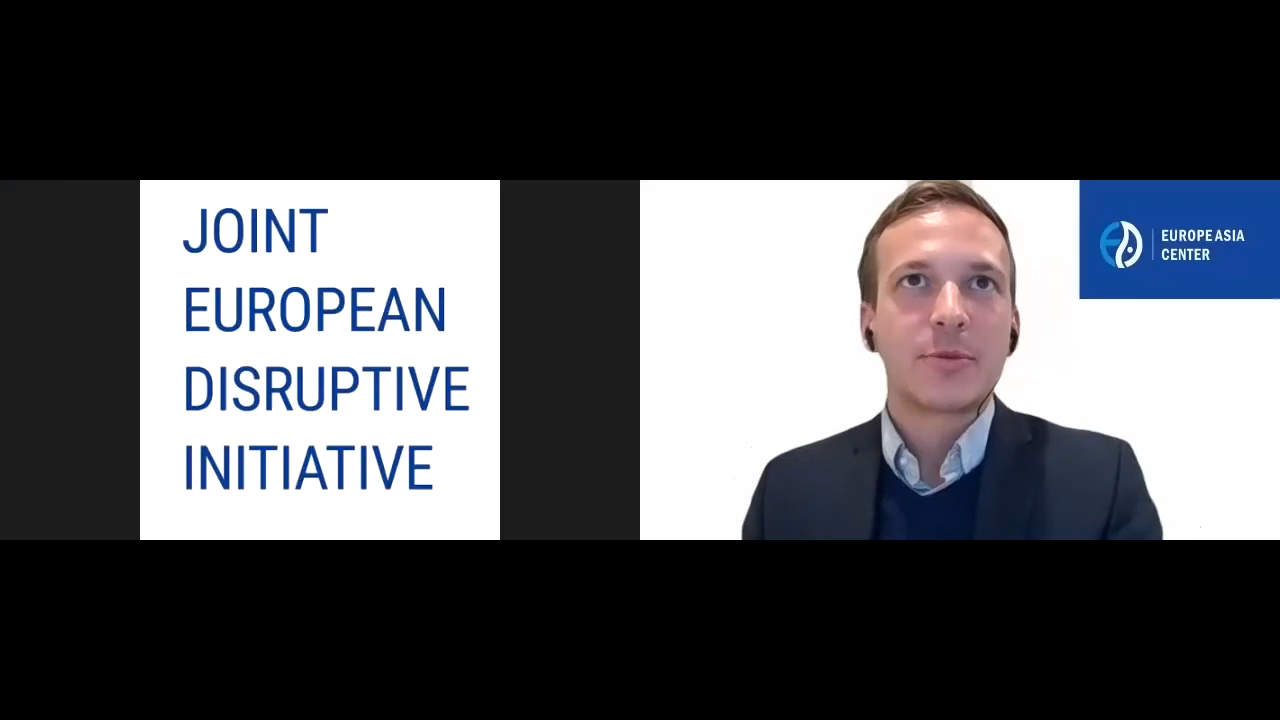 JOINT
EUROPEAN
DISRUPTIVE
INITIATIVE
EUROPE ASIA
CENTER